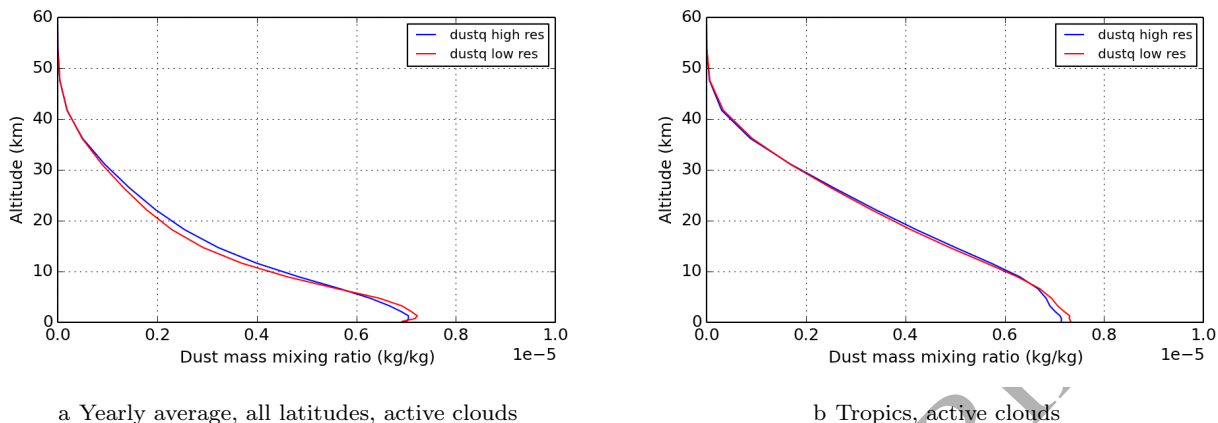 60
50
40
30
20
10
0
0.0 0.2 0.4 0.6 0.8 1.0
1e−5
Altitude (km)
Dust mass mixing ratio (kg/kg)
dustq high res
dustq low res
a Yearly average, all latitudes, active clouds
60
50
40
30
20
10
0
0.0 0.2 0.4 0.6 0.8 1.0
1e−5
Altitude (km)
Dust mass mixing ratio (kg/kg)
dustq high res
dustq low res
b Tropics, active clouds